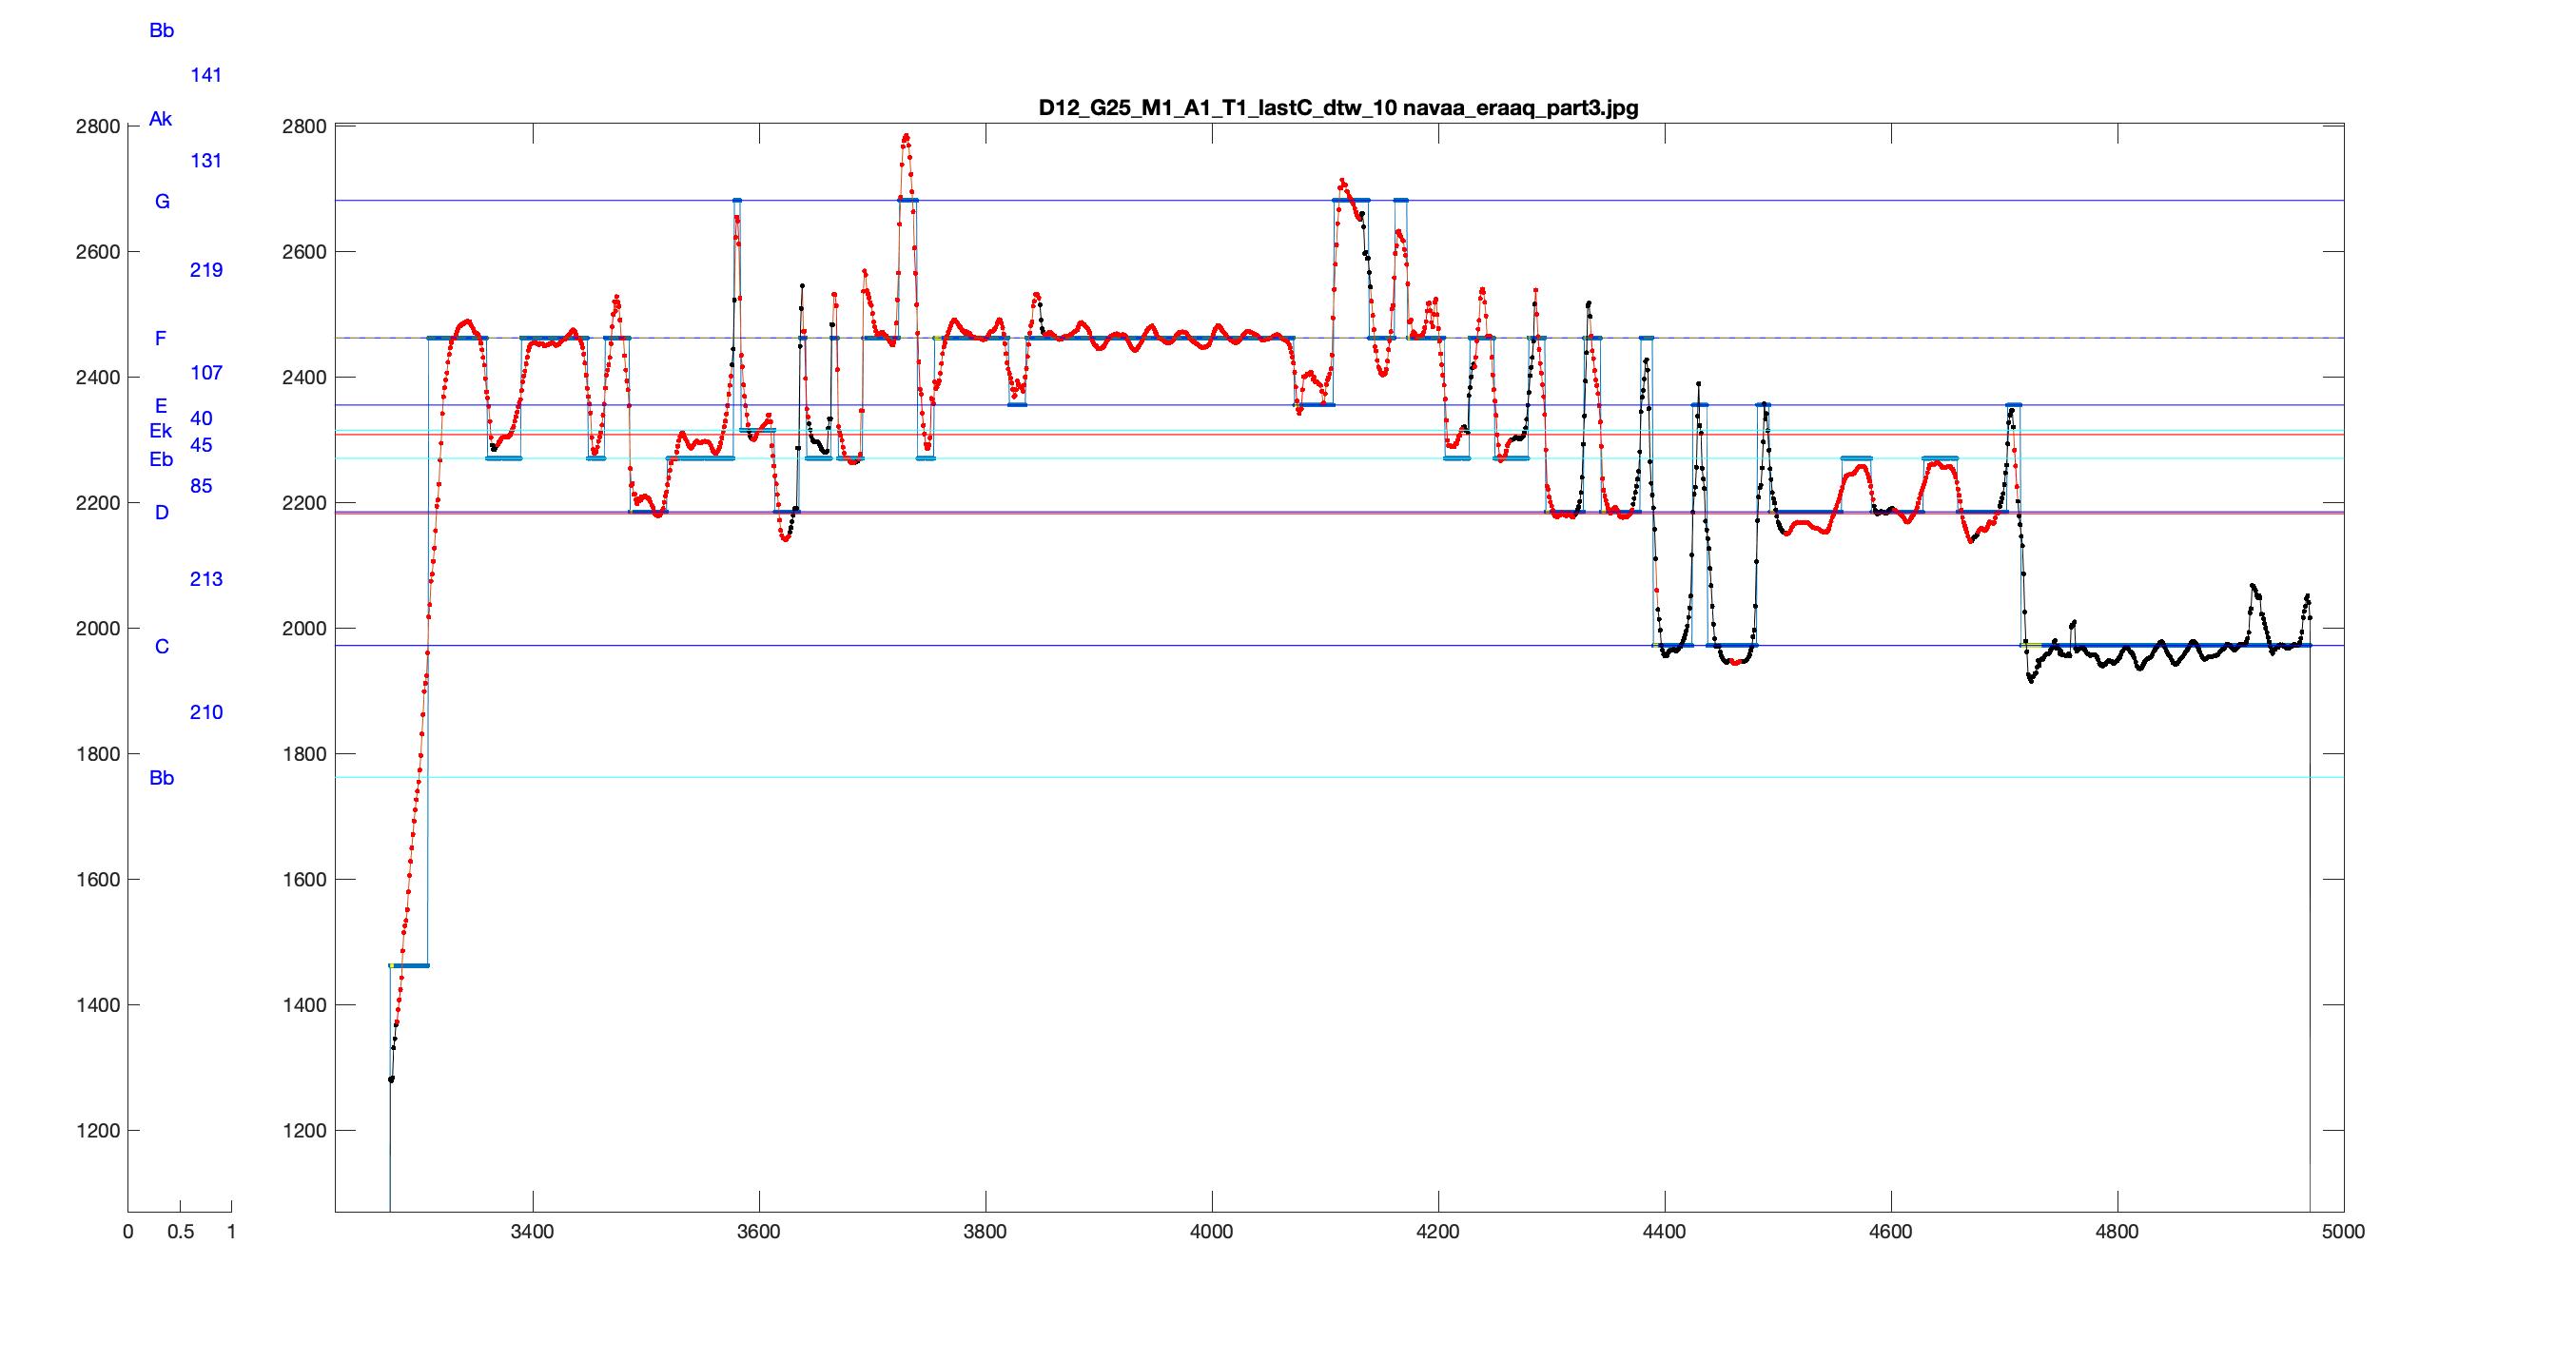 Bb
141
D12_G25_M1_A1_T1_lastC_dtw_10 navaa_eraaq_part3.jpg
2800 Ak 2800
131
G
2600 2600
219
F
2400 107 2400
E
40
Ek
45
Eb
85
2200 D 2200
213
2000 C 2000
210
1800 1800
Bb
1600 1600
1400 1400
1200 1200
0 0.5 1 3400 3600 3800 4000 4200 4400 4600 4800 5000